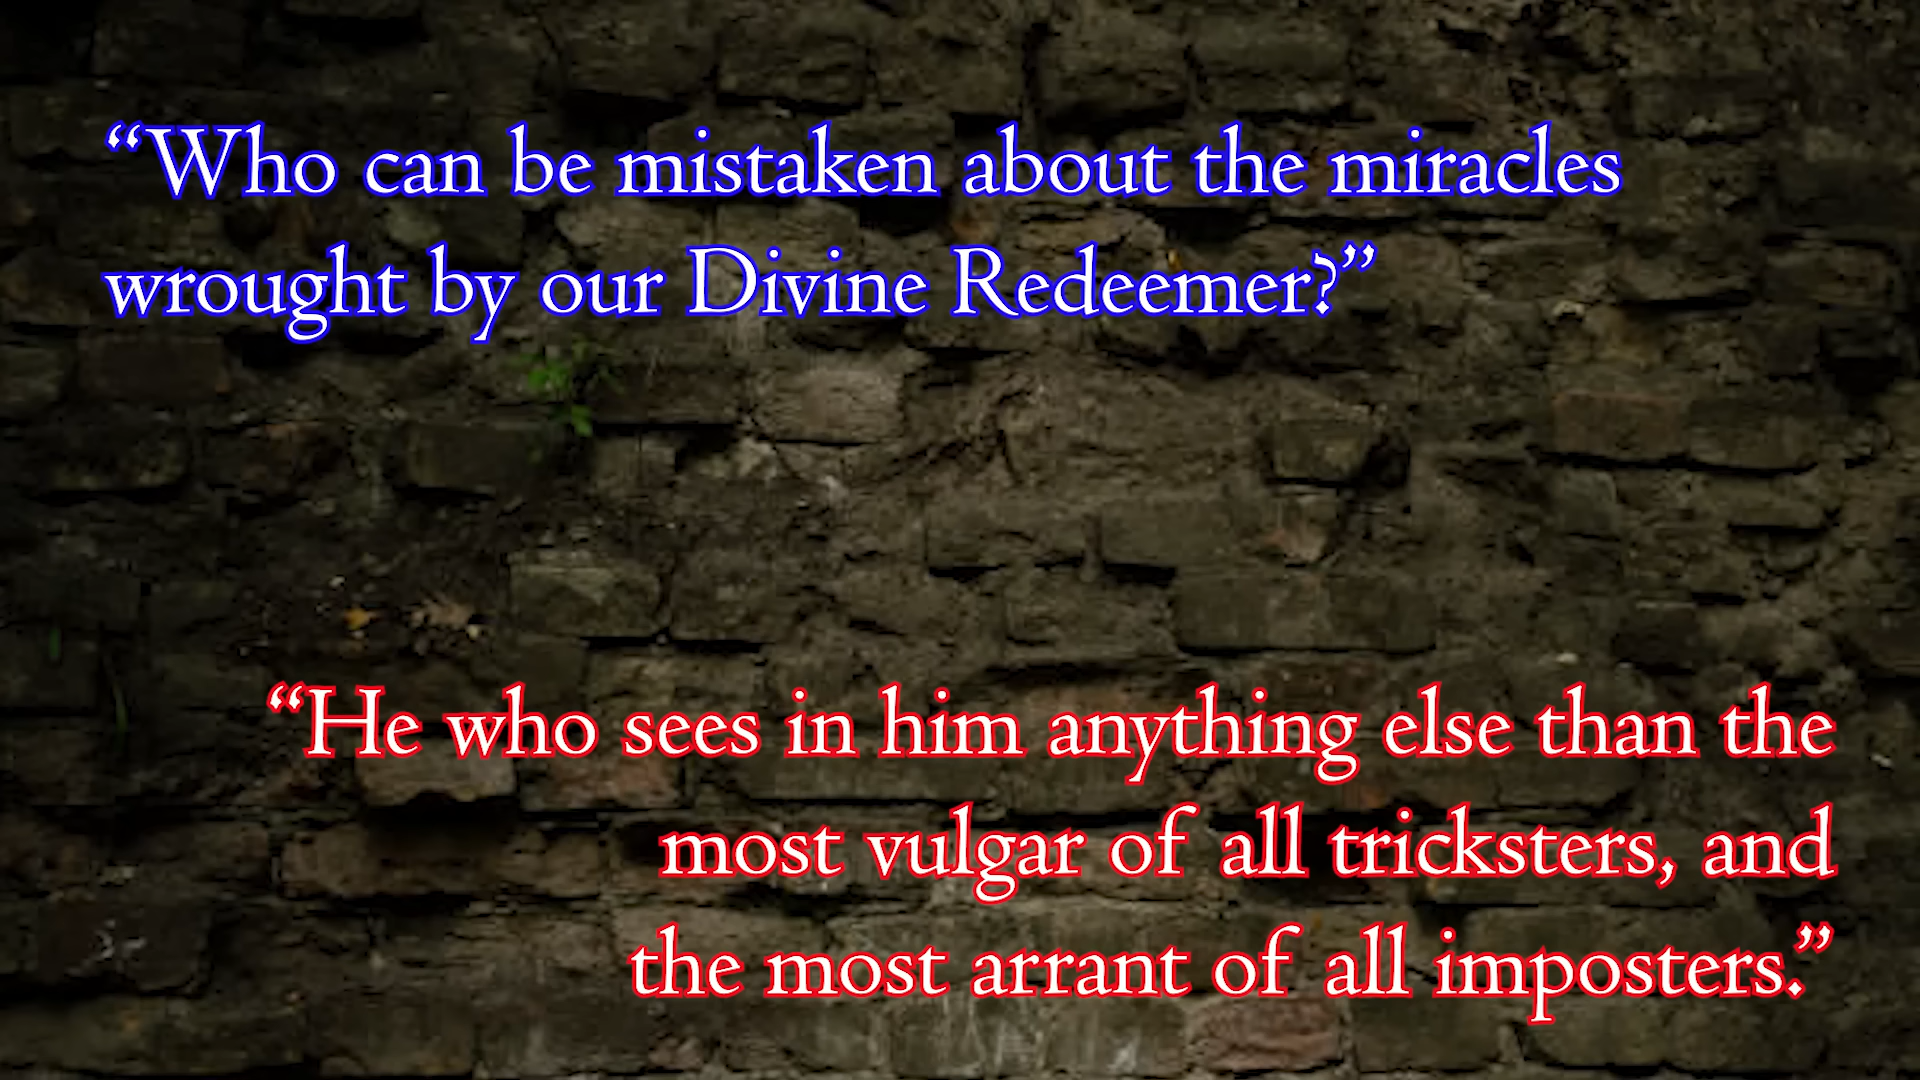 “Who can be mistaken about the miracles
wrought by our Divine Redeemer?”
“He who sees in him anything else than the
most vulgar of all tricksters, and
the most arrant of all imposters.”